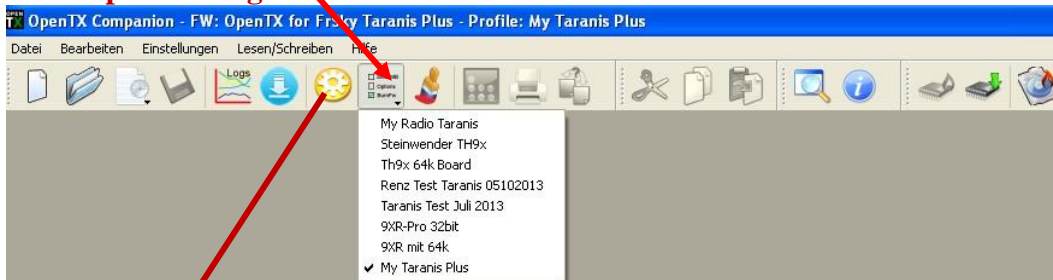 OpenTX Companion - FW: OpenTX for FrSky Taranis Plus - Profile: My Taranis Plus
Datei Bearbeiten Einstellungen Lesen/Schreiben Hilfe
Logs
My Radio Taranis
Steinwender TH9x
Th9x 64k Board
Renz Test Taranis 05102013
Taranis Test Juli 2013
9XR-Pro 32bit
9XR mit 64k
My Taranis Plus